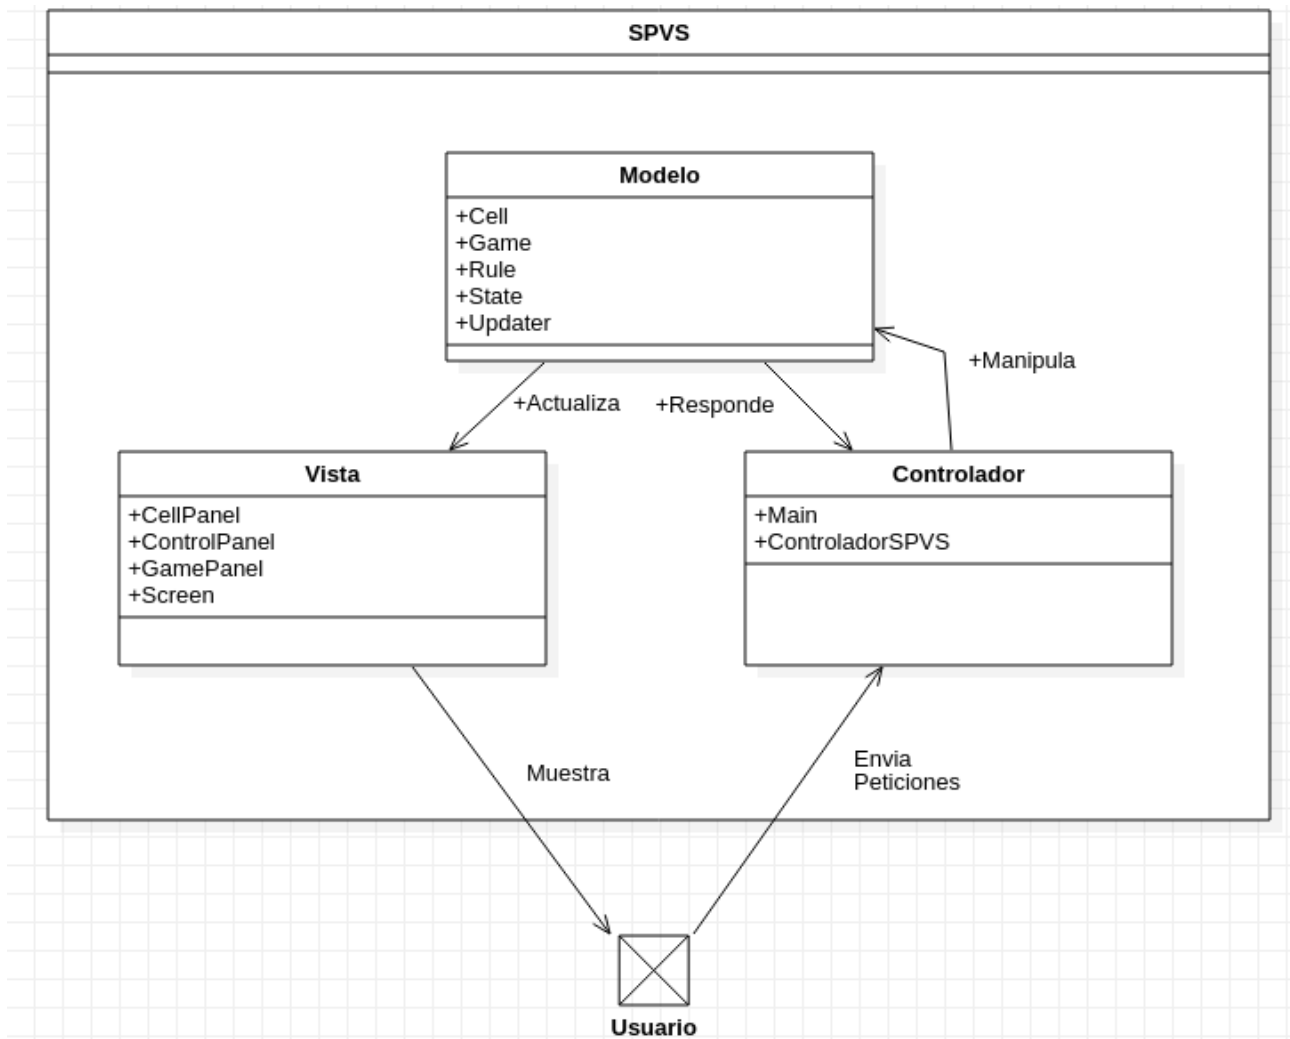 SPVS
Modelo
+Cell
+Game
+Rule
+State
+Updater
+Manipula
+Actualiza
+Responde
Vista
+CellPanel
+ControlPanel
+GamePanel
+Screen
Controlador
+Main
+ControladorSPVS
Muestra
Envia
Peticiones
Usuario